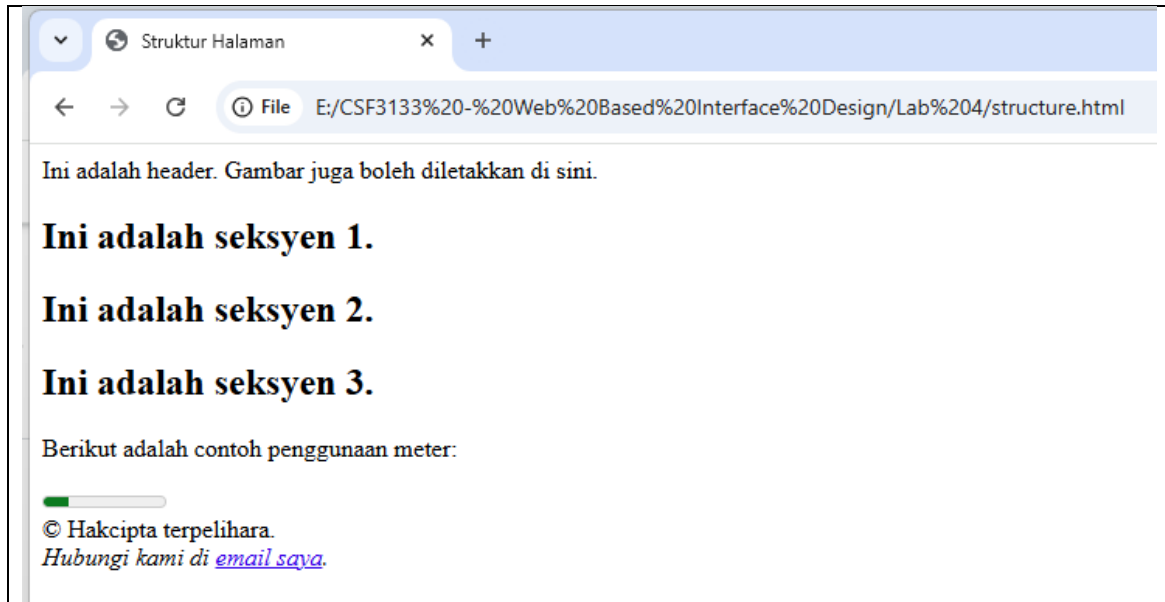 Struktur Halaman
File E:/CSF3133%20-%20Web%20Based%20Interface%20Design/Lab%204/structure.html
Ini adalah header. Gambar juga boleh diletakkan di sini.
Ini adalah seksyen 1.
Ini adalah seksyen 2.
Ini adalah seksyen 3.
Berikut adalah contoh penggunaan meter:
© Hakcipta terpelihara.
Hubungi kami di email saya.